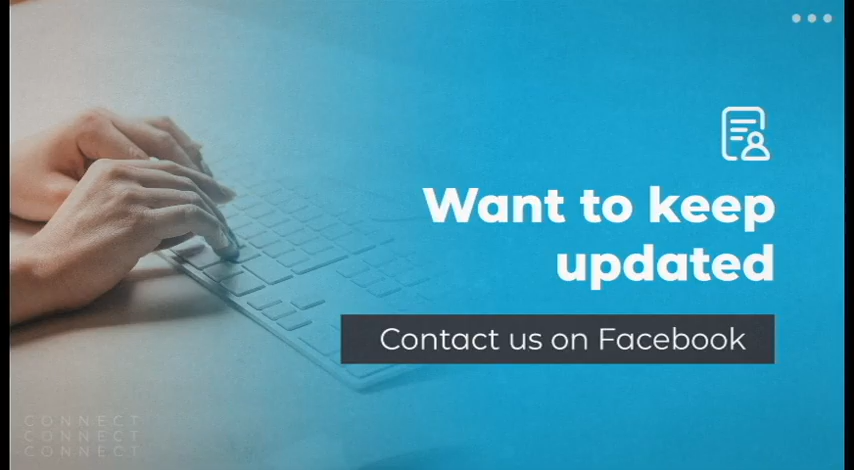 Want to keep
updated
Contact us on Facebook
CONNECT
CONNECT
CONNECT